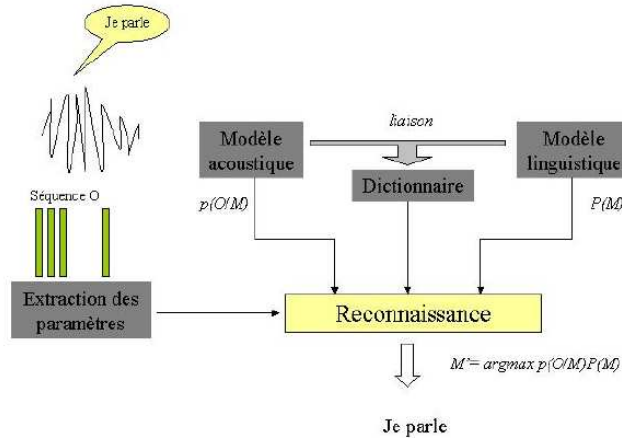 Je parle
Séquence O
Extraction des
paramètres
Modèle
acoustique
liaison
Modèle
linguistique
Dictionnaire
p(O/M)
P(M)
Reconnaissance
M'= argmax p(O/M)P(M)
Je parle